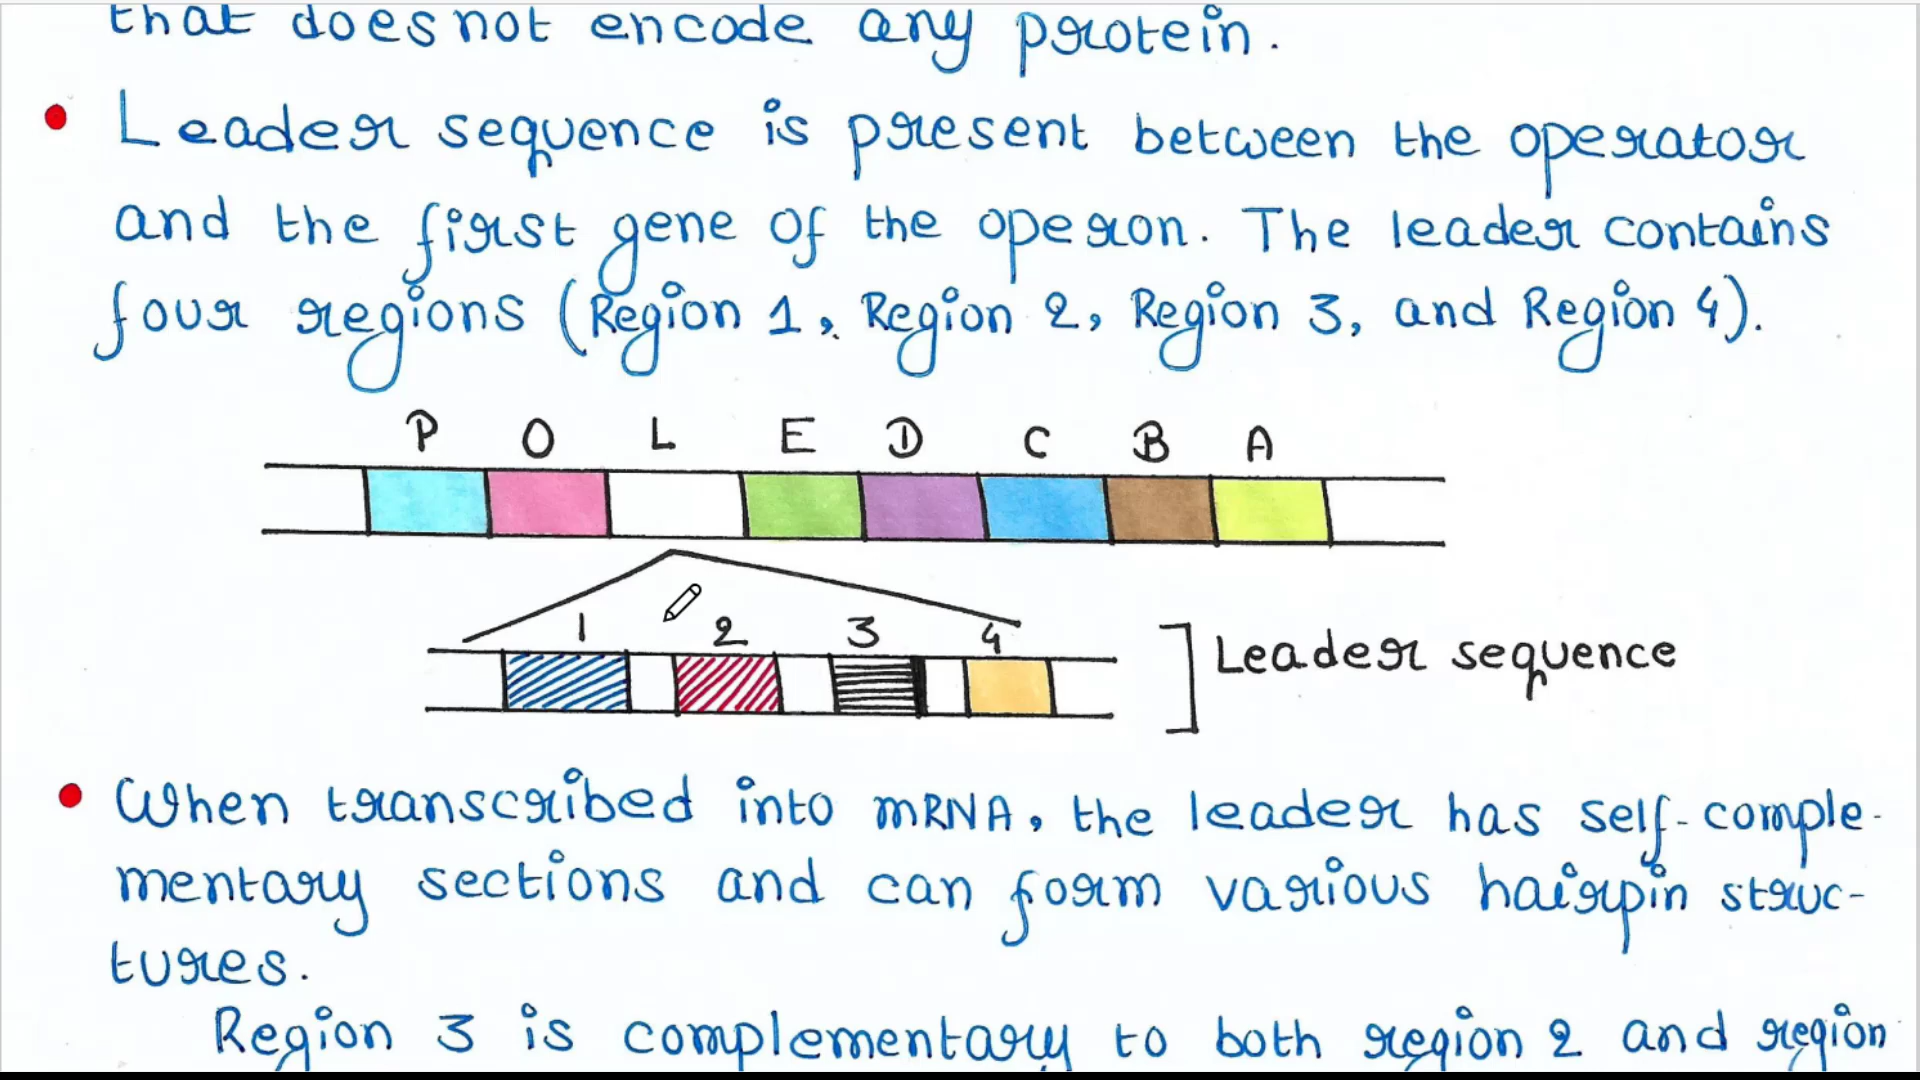 that does not encode any protein.
• Leader sequence is present between the operator
and the first gene of the operon. The leader contains
four regions (Region 1, Region 2, Region 3, and Region 4).
P O L E D C B A
1 2 3 4
Leader sequence
• When transcribed into mRNA, the leader has self-comple-
mentary sections and can form various hairpin struc-
tures.
Region 3 is complementary to both region 2 and region